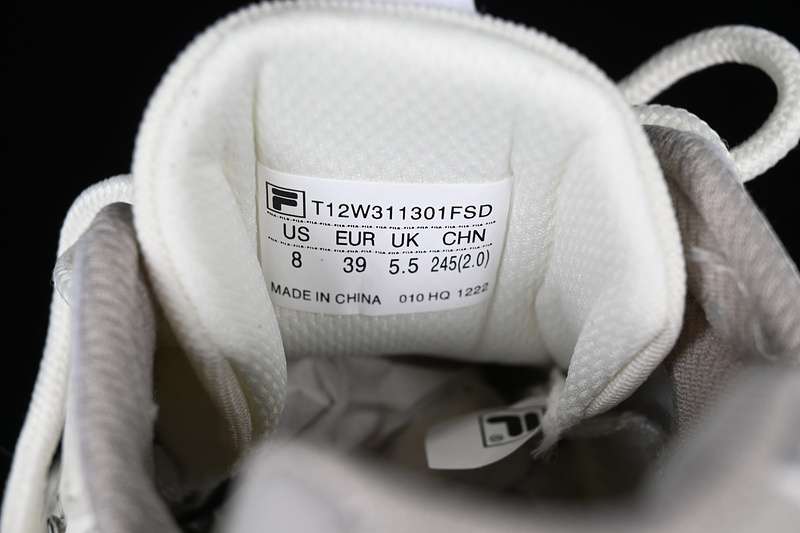 F T12W311301FSD
US EUR UK CHN
8 39 5.5 245(2.0)
MADE IN CHINA 010 HQ 1222
F